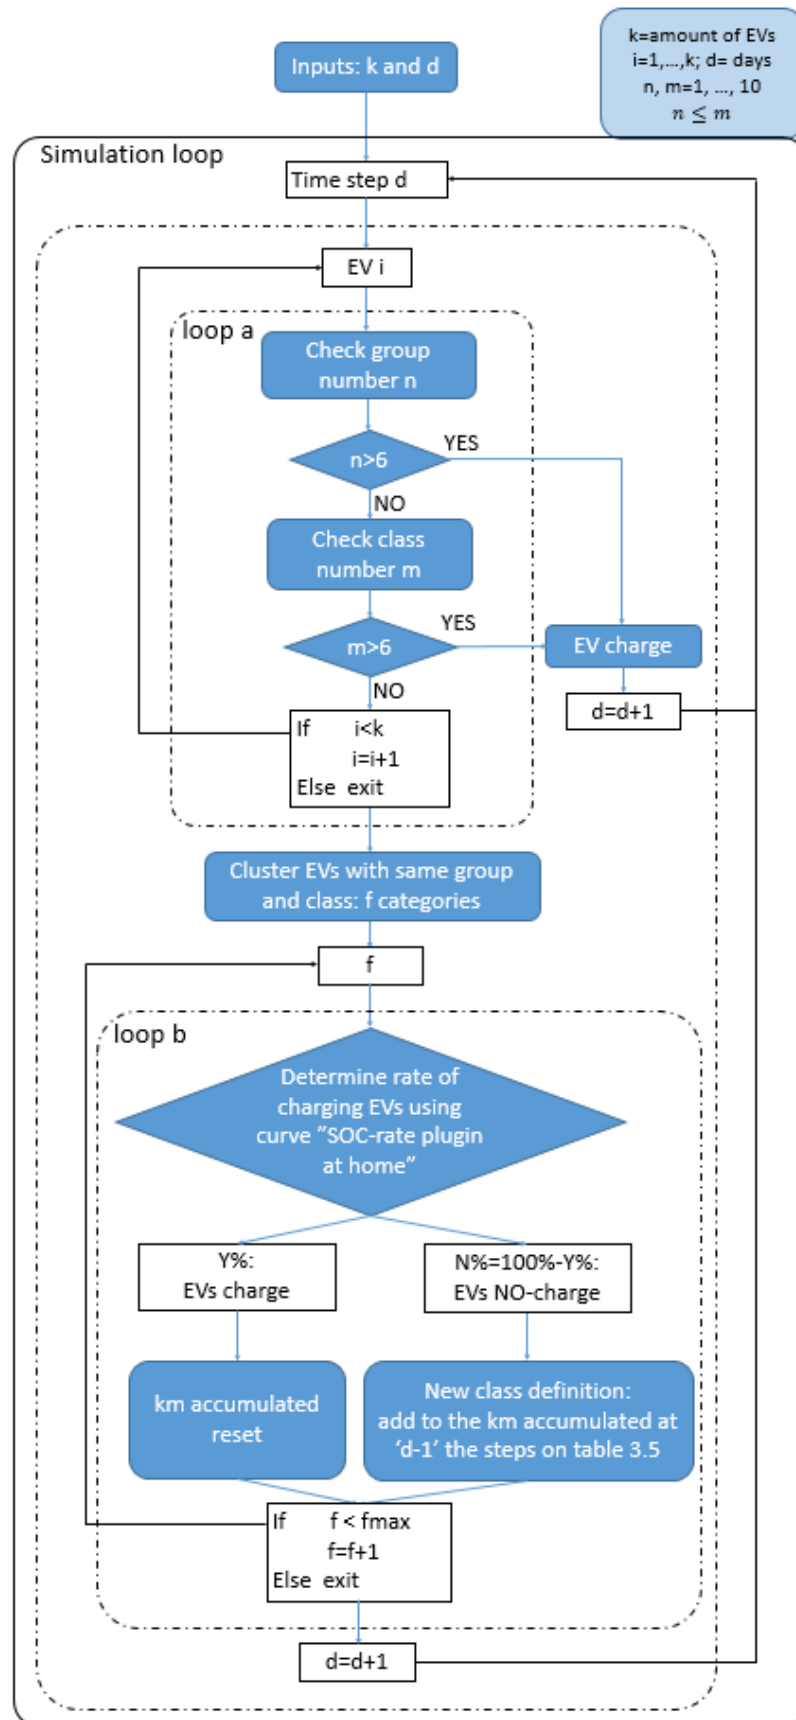 k=amount of EVs
i=1,...,k; d= days
n, m=1, ..., 10
n ≤ m
Inputs: k and d
Simulation loop
Time step d
EV i
loop a
Check group
number n
n>6
YES
NO
Check class
number m
m>6
YES
EV charge
NO
d=d+1
If i<k
i=i+1
Else exit
Cluster EVs with same group
and class: f categories
f
loop b
Determine rate of
charging EVs using
curve ”SOC-rate plugin
at home”
Y%:
EVs charge
N%=100%-Y%:
EVs NO-charge
km accumulated
reset
New class definition:
add to the km accumulated at
‘d-1’ the steps on table 3.5
If f < fmax
f=f+1
Else exit
d=d+1